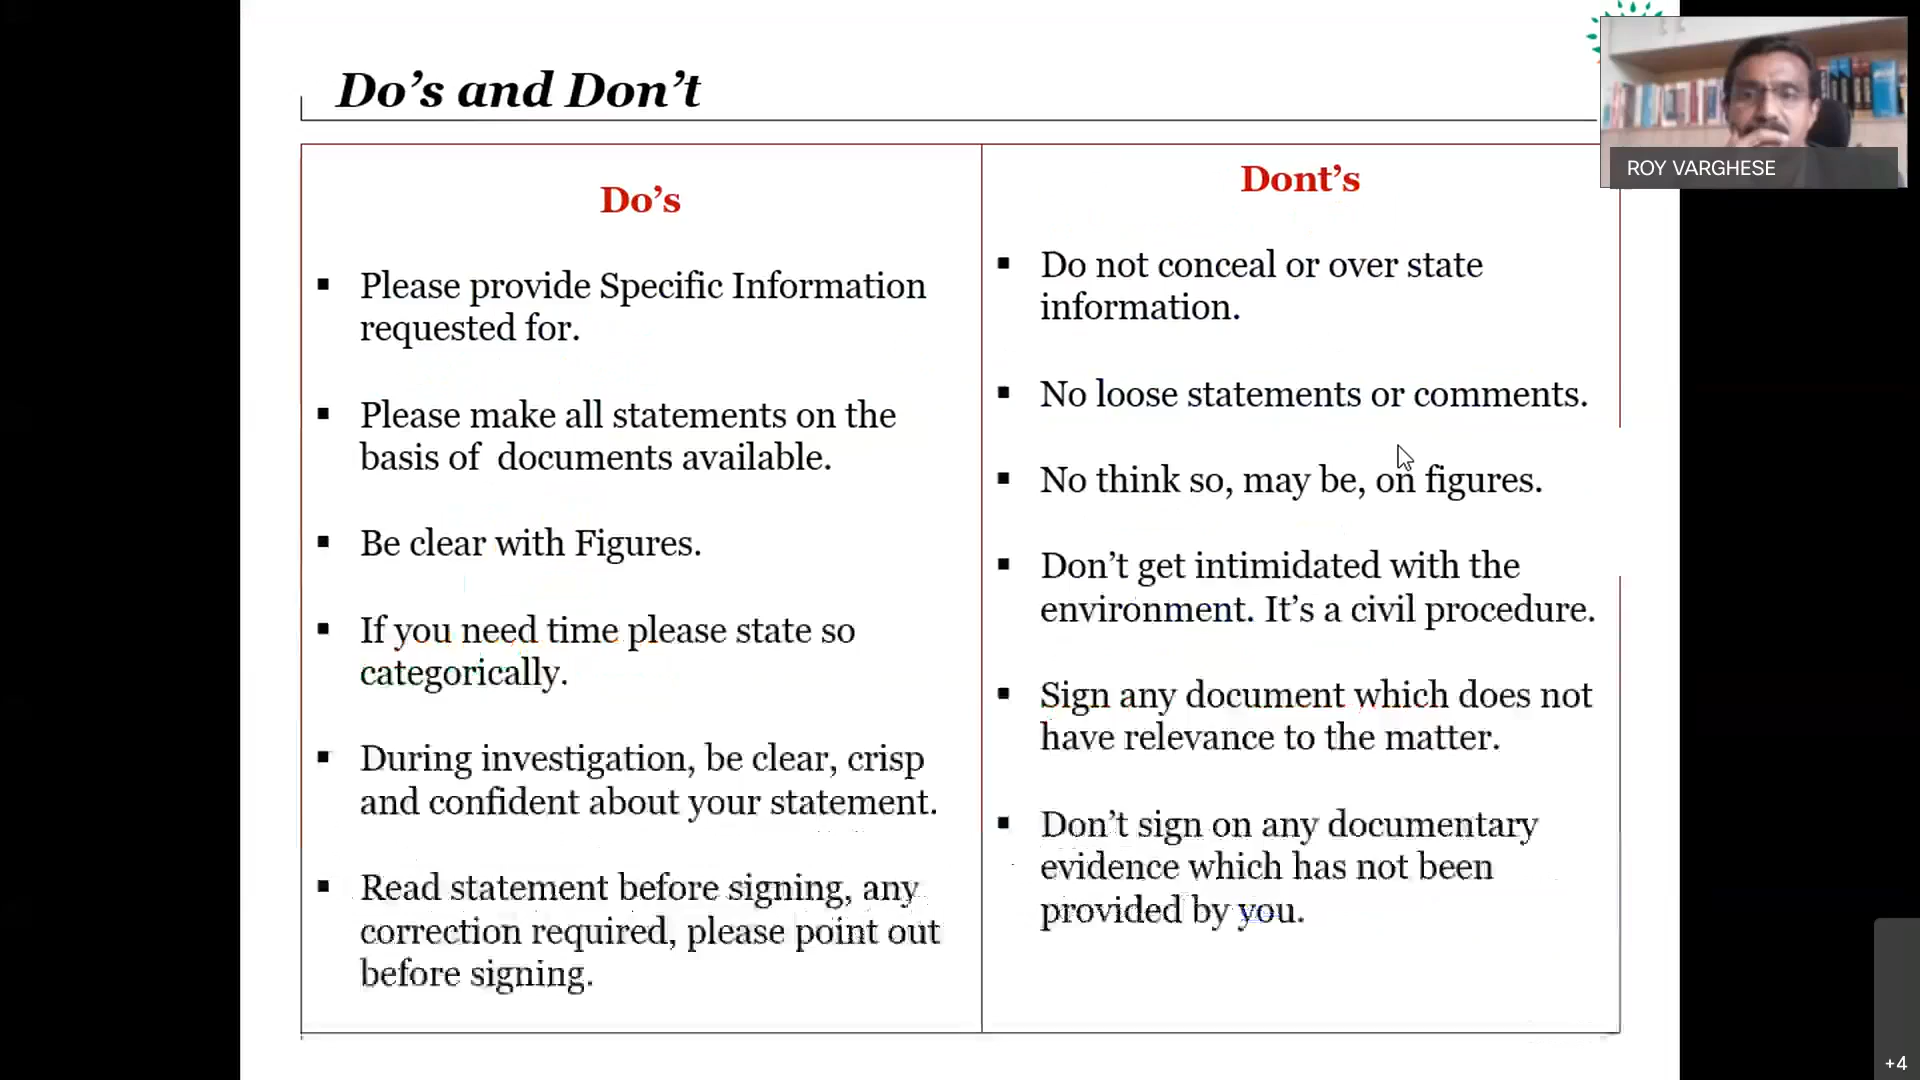 Do’s and Don’t
ROY VARGHESE
Do’s
▪ Please provide Specific Information
requested for.
▪ Please make all statements on the
basis of  documents available.
▪ Be clear with Figures.
▪ If you need time please state so
categorically.
▪ During investigation, be clear, crisp
and confident about your statement.
▪ Read statement before signing, any
correction required, please point out
before signing.
Dont’s
▪ Do not conceal or over state
information.
▪ No loose statements or comments.
▪ No think so, may be, on figures.
▪ Don’t get intimidated with the
environment. It’s a civil procedure.
▪ Sign any document which does not
have relevance to the matter.
▪ Don’t sign on any documentary
evidence which has not been
provided by you.
+4